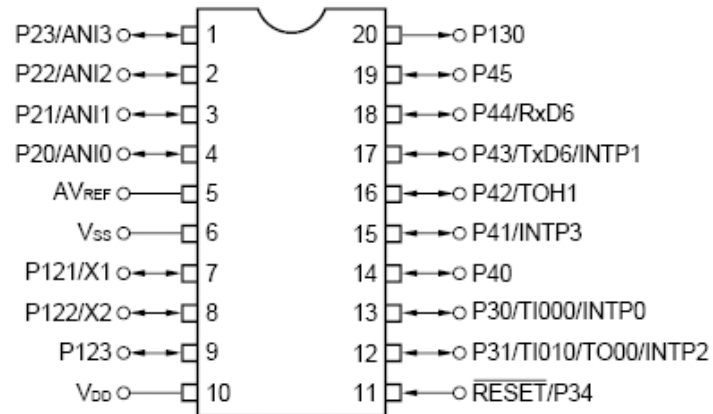 P23/ANI3 1 20 P130
P22/ANI2 2 19 P45
P21/ANI1 3 18 P44/RxD6
P20/ANI0 4 17 P43/TxD6/INTP1
AVREF 5 16 P42/TOH1
VSS 6 15 P41/INTP3
P121/X1 7 14 P40
P122/X2 8 13 P30/TI000/INTP0
P123 9 12 P31/TI010/TO00/INTP2
VDD 10 11 RESET/P34